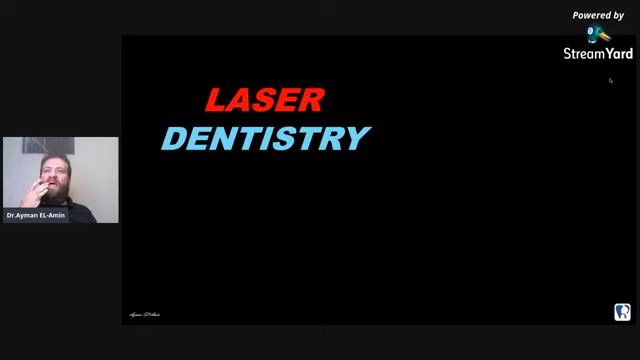 Powered by
StreamYard
LASER
DENTISTRY
Dr.Ayman EL-Amin